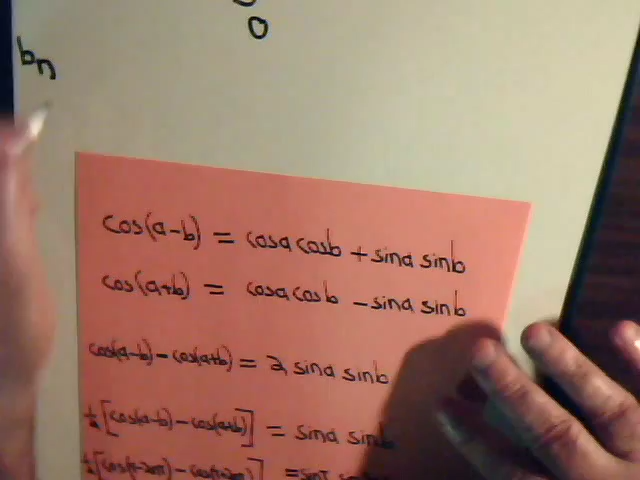 0
bn
cos(a-b) = cosa cosb + sina sinb
cos(a+b) = cosa cosb - sina sinb
cos(a-b) - cos(a+b) = 2 sina sinb
½[cos(a-b) - cos(a+b)] = sina sinb